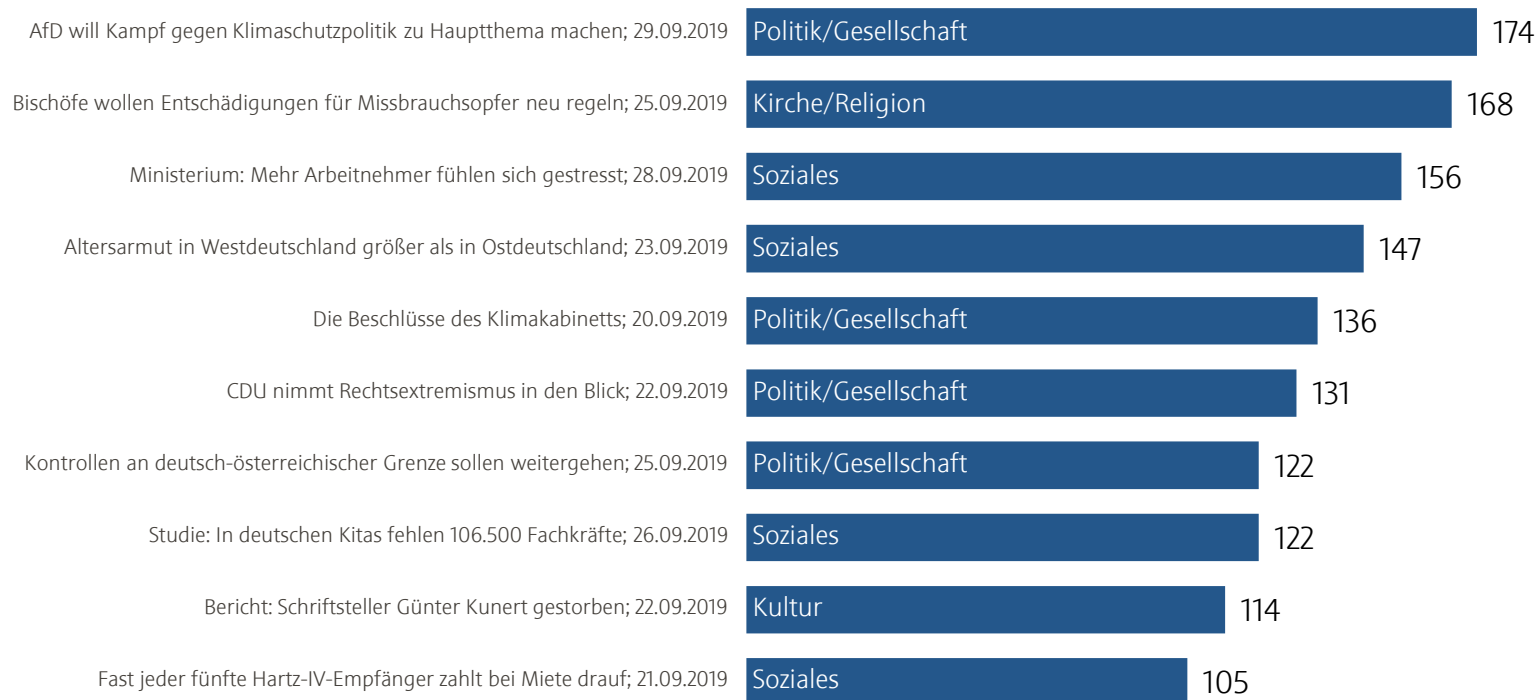 AfD will Kampf gegen Klimaschutzpolitik zu Hauptthema machen; 29.09.2019 Politik/Gesellschaft 174
Bischöfe wollen Entschädigungen für Missbrauchsopfer neu regeln; 25.09.2019 Kirche/Religion 168
Ministerium: Mehr Arbeitnehmer fühlen sich gestresst; 28.09.2019 Soziales 156
Altersarmut in Westdeutschland größer als in Ostdeutschland; 23.09.2019 Soziales 147
Die Beschlüsse des Klimakabinetts; 20.09.2019 Politik/Gesellschaft 136
CDU nimmt Rechtsextremismus in den Blick; 22.09.2019 Politik/Gesellschaft 131
Kontrollen an deutsch-österreichischer Grenze sollen weitergehen; 25.09.2019 Politik/Gesellschaft 122
Studie: In deutschen Kitas fehlen 106.500 Fachkräfte; 26.09.2019 Soziales 122
Bericht: Schriftsteller Günter Kunert gestorben; 22.09.2019 Kultur 114
Fast jeder fünfte Hartz-IV-Empfänger zahlt bei Miete drauf; 21.09.2019 Soziales 105